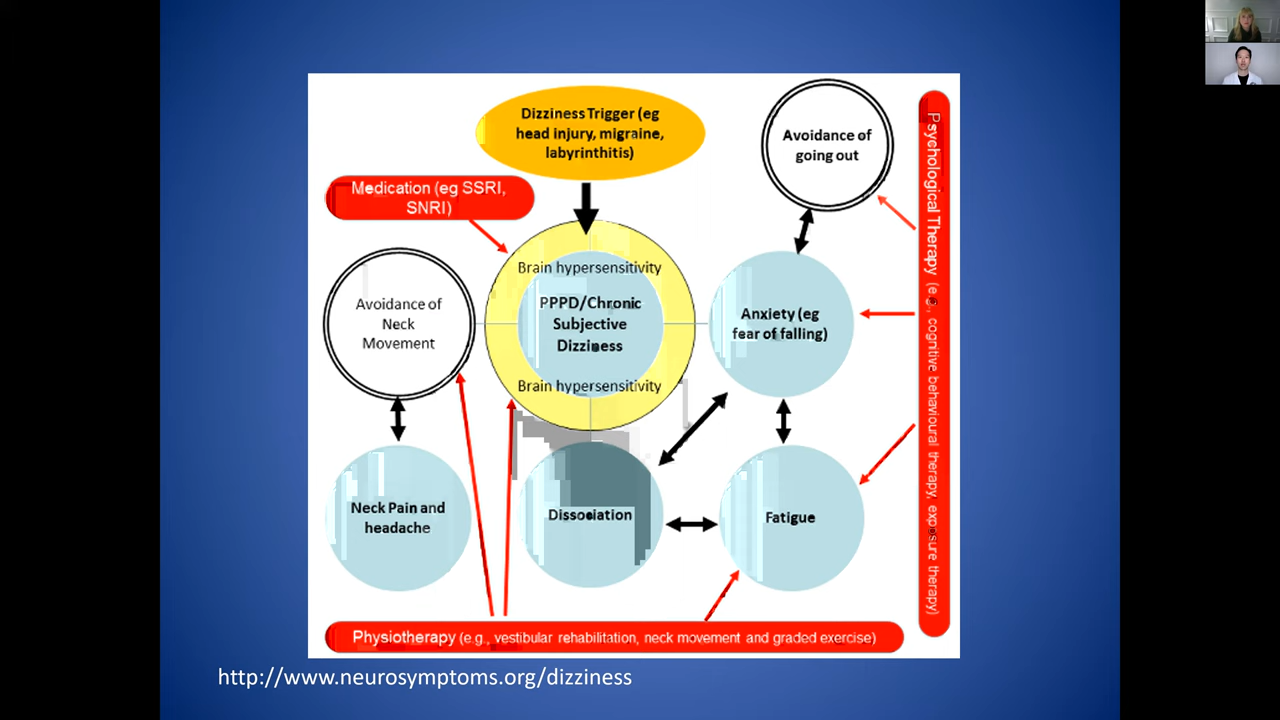 Dizziness Trigger (eg
head injury, migraine,
labyrinthitis)
Avoidance of
going out
Medication (eg SSRI,
SNRI)
Brain hypersensitivity
PPPD/Chronic
Subjective
Dizziness
Brain hypersensitivity
Avoidance of
Neck
Movement
Anxiety (eg
fear of falling)
Neck Pain and
headache
Dissociation
Fatigue
Psychological Therapy (e.g., cognitive behavioural therapy, exposure therapy)
Physiotherapy (e.g., vestibular rehabilitation, neck movement and graded exercise)
http://www.neurosymptoms.org/dizziness